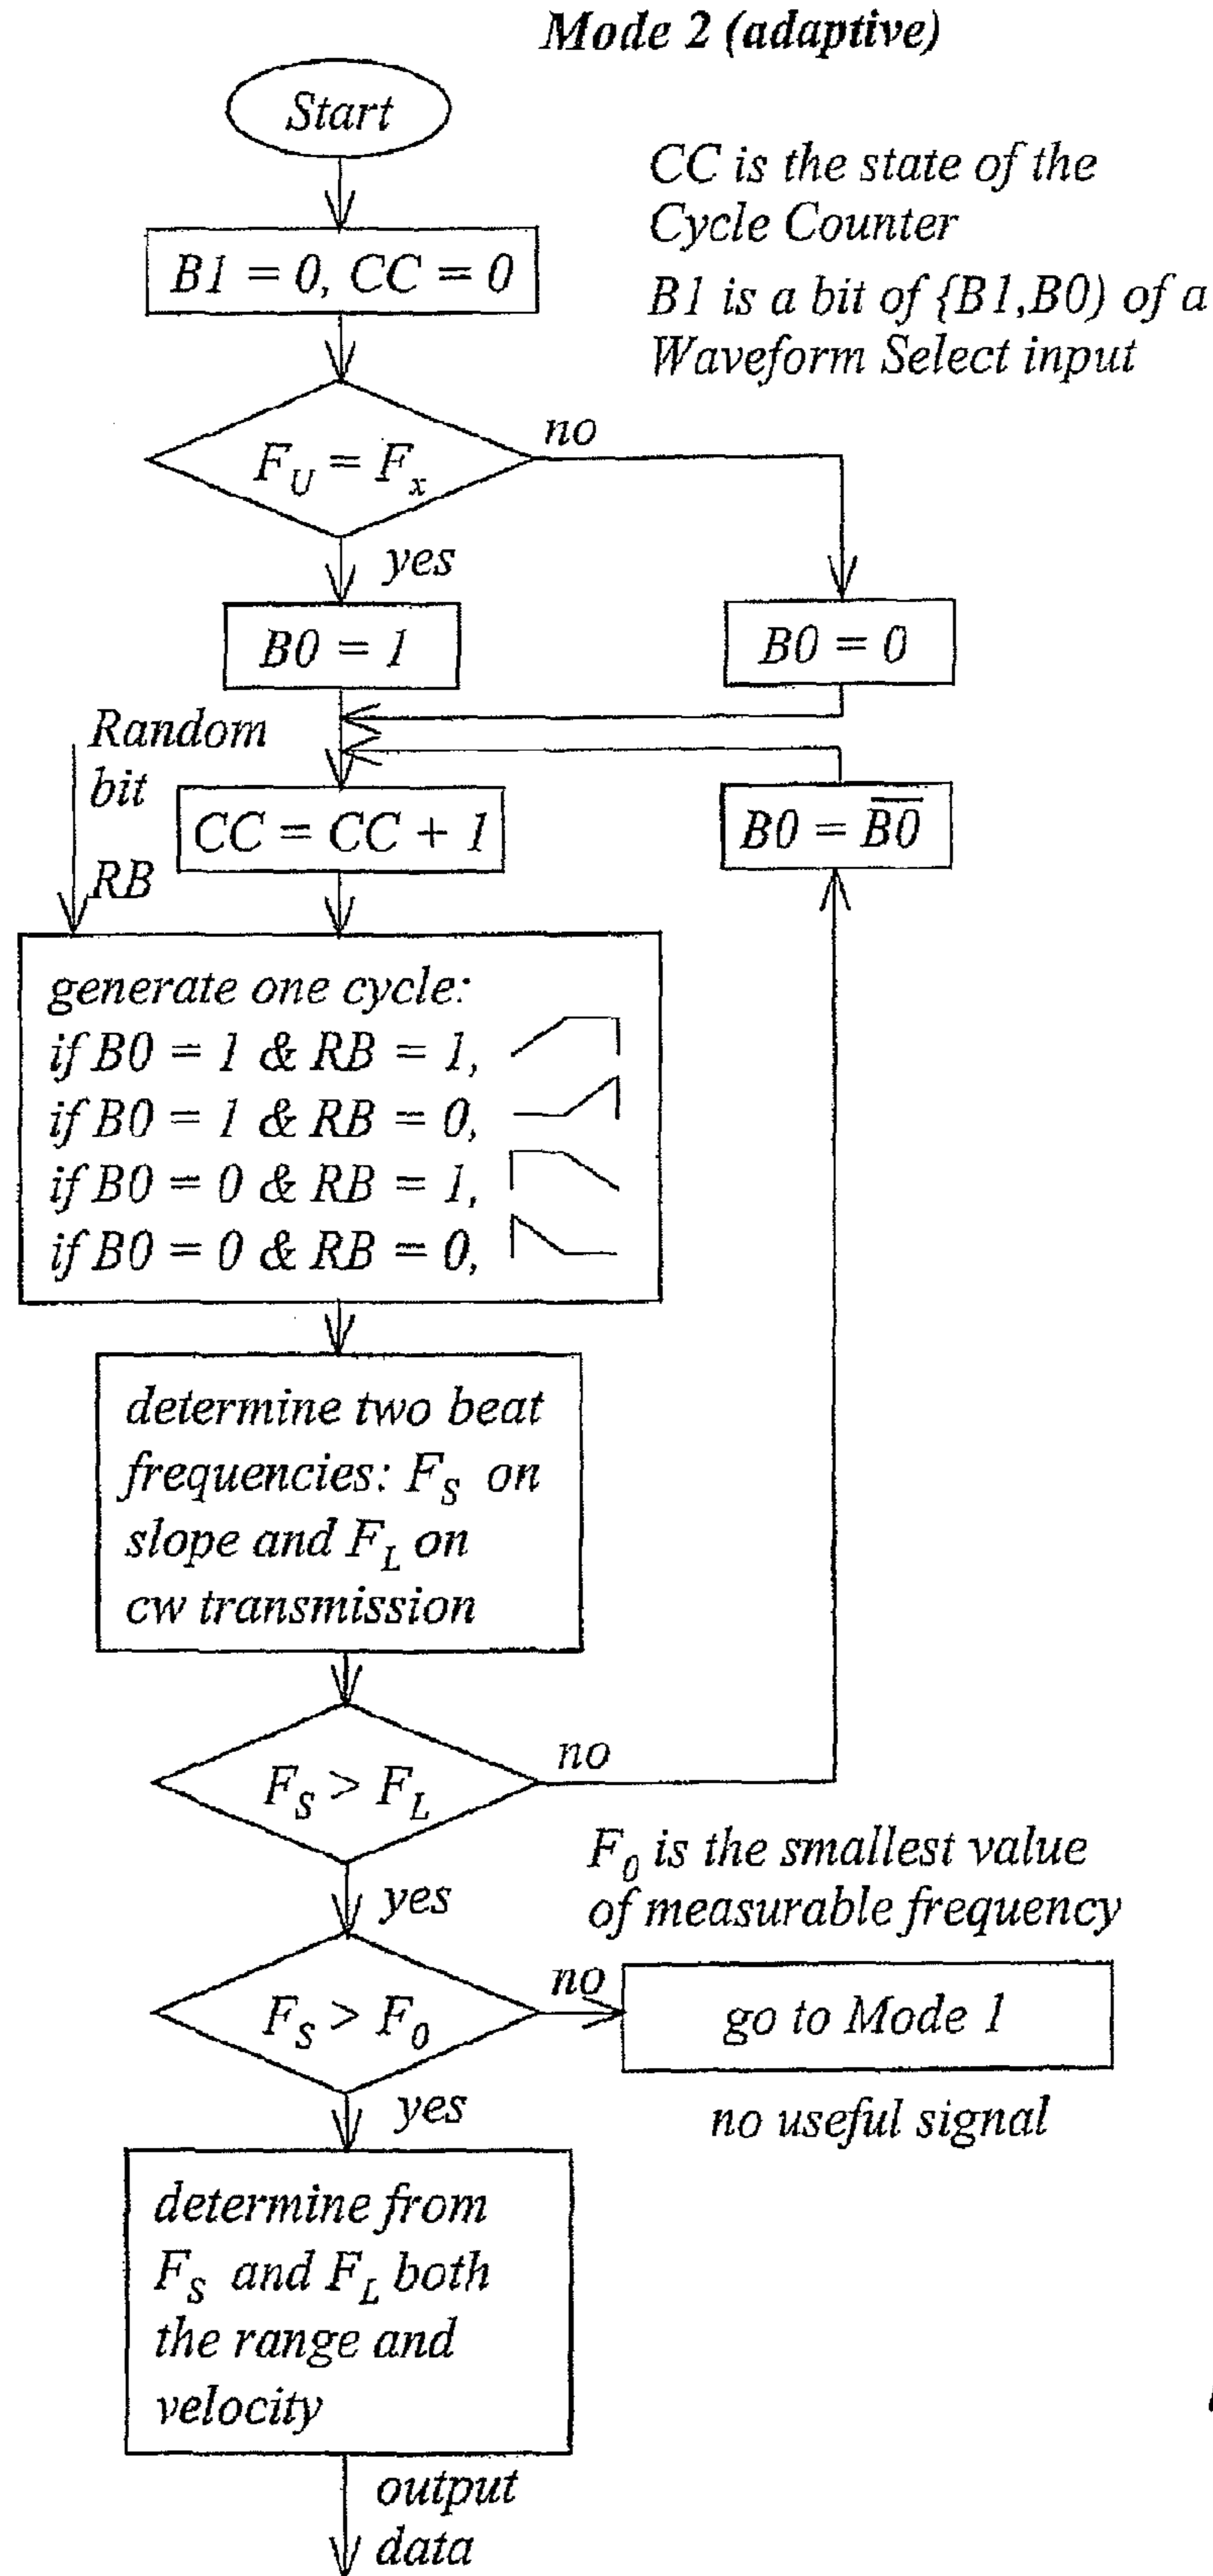 Mode 2 (adaptive)
Start
CC is the state of the
Cycle Counter
B1 = 0, CC = 0
B1 is a bit of {B1,B0) of a
Waveform Select input
F_U = F_x
no
yes
B0 = 1
B0 = 0
Random
bit
RB
CC = CC + 1
B0 = B̅0̅
generate one cycle:
if B0 = 1 & RB = 1,
if B0 = 1 & RB = 0,
if B0 = 0 & RB = 1,
if B0 = 0 & RB = 0,
determine two beat
frequencies: F_S on
slope and F_L on
cw transmission
F_S > F_L
no
yes
F_0 is the smallest value
of measurable frequency
F_S > F_0
no
go to Mode 1
yes
no useful signal
determine from
F_S and F_L both
the range and
velocity
output
data